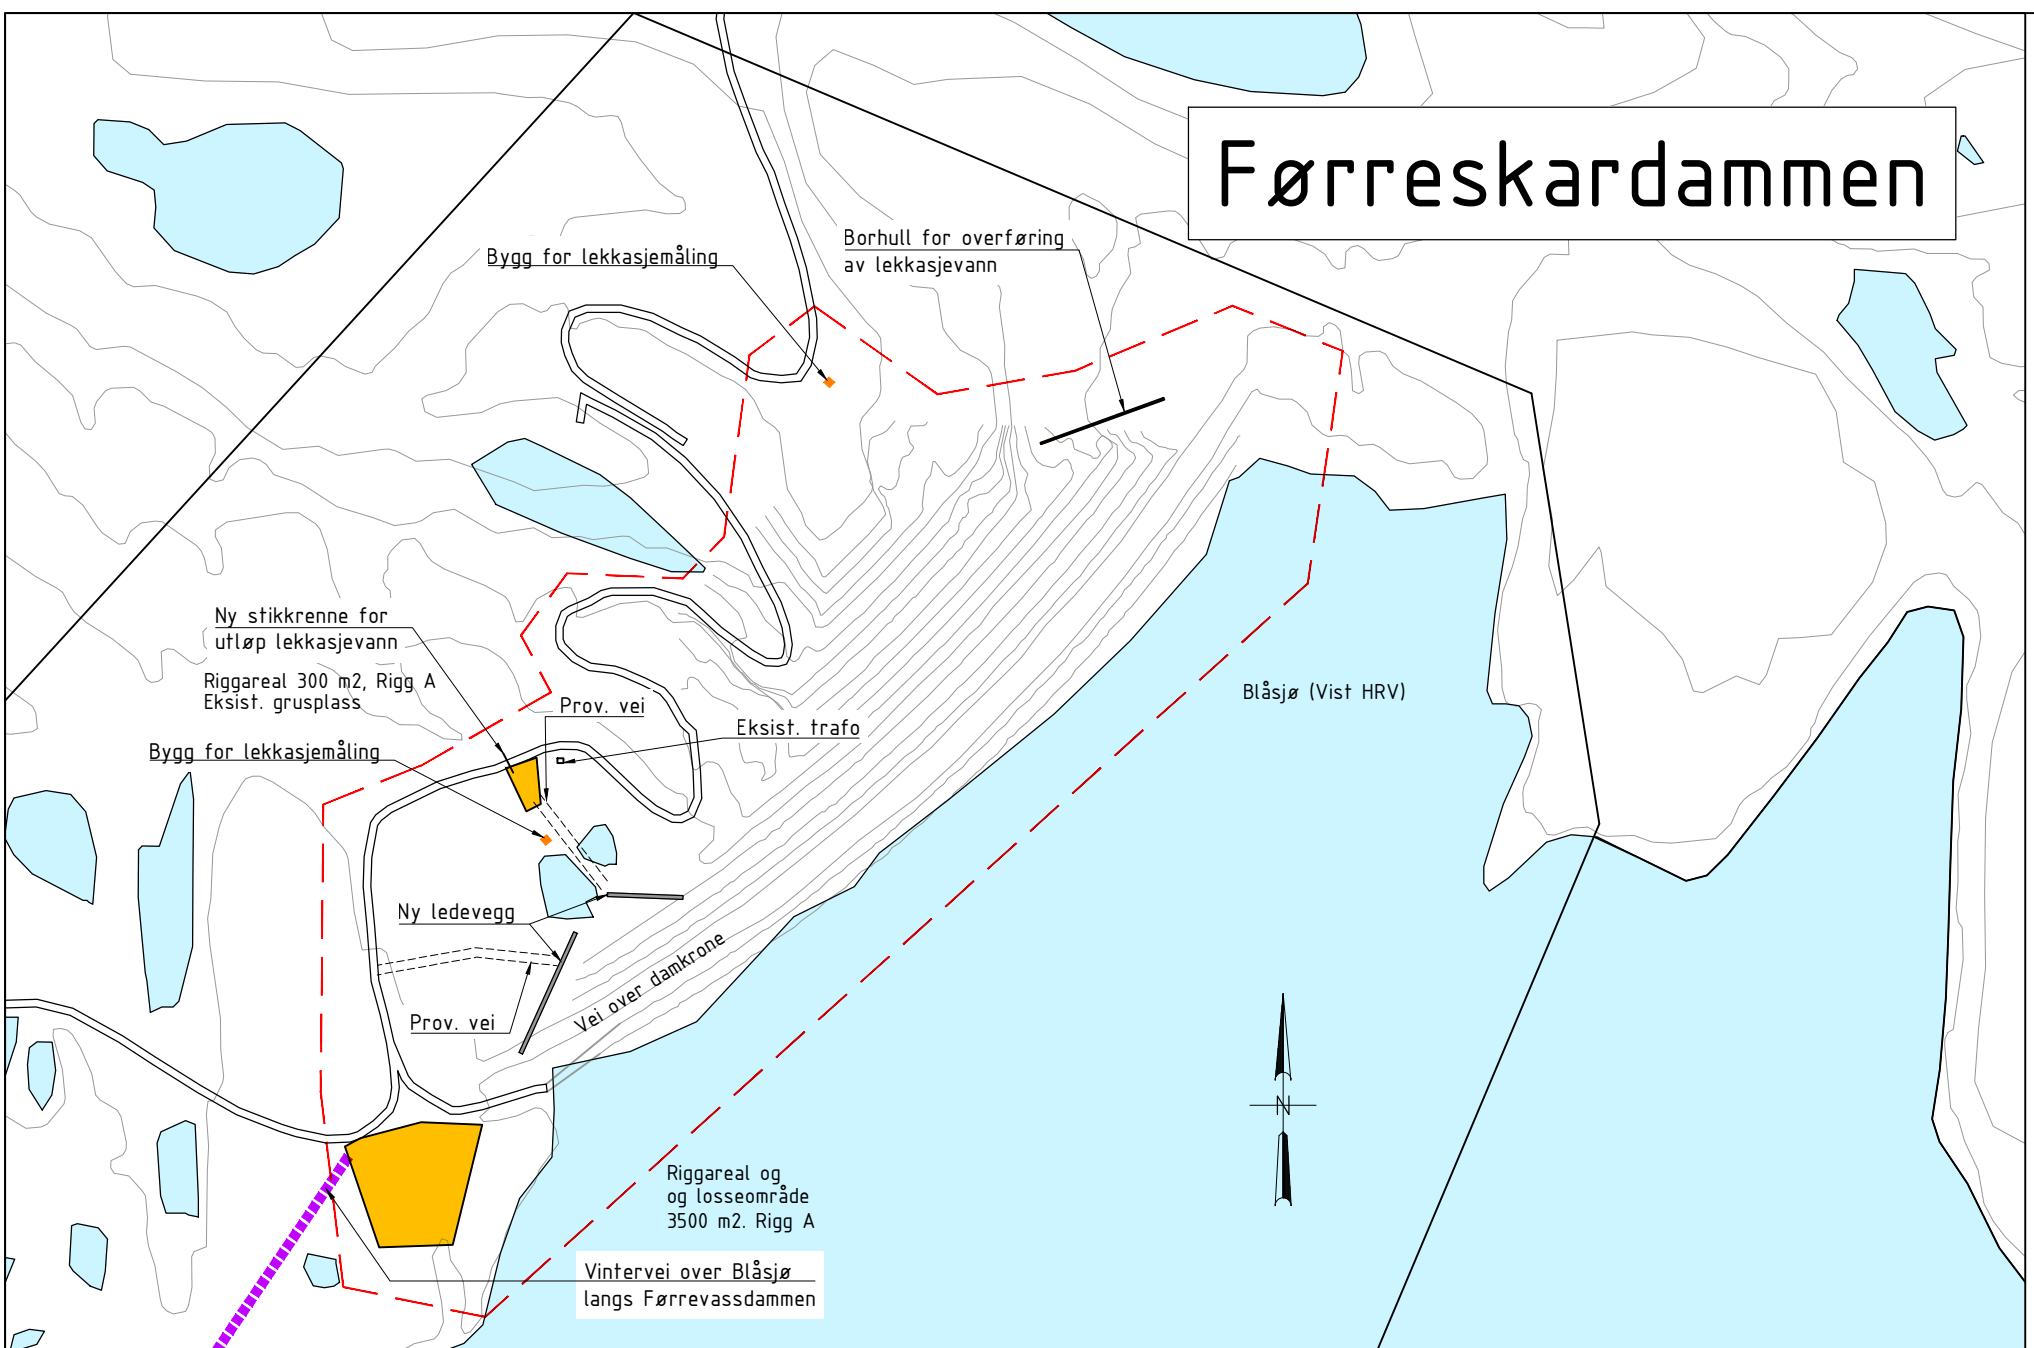 Førreskardammen
Borhull for overføring
av lekkasjevann
Bygg for lekkasjemåling
Ny stikkrenne for
utløp lekkasjevann
Riggareal 300 m2, Rigg A
Eksist. grusplass
Prov. vei
Eksist. trafo
Bygg for lekkasjemåling
Blåsjø (Vist HRV)
Ny ledevegg
Vei over damkrone
Prov. vei
N
Riggareal og
og losseområde
3500 m2. Rigg A
Vintervei over Blåsjø
langs Førrevassdammen